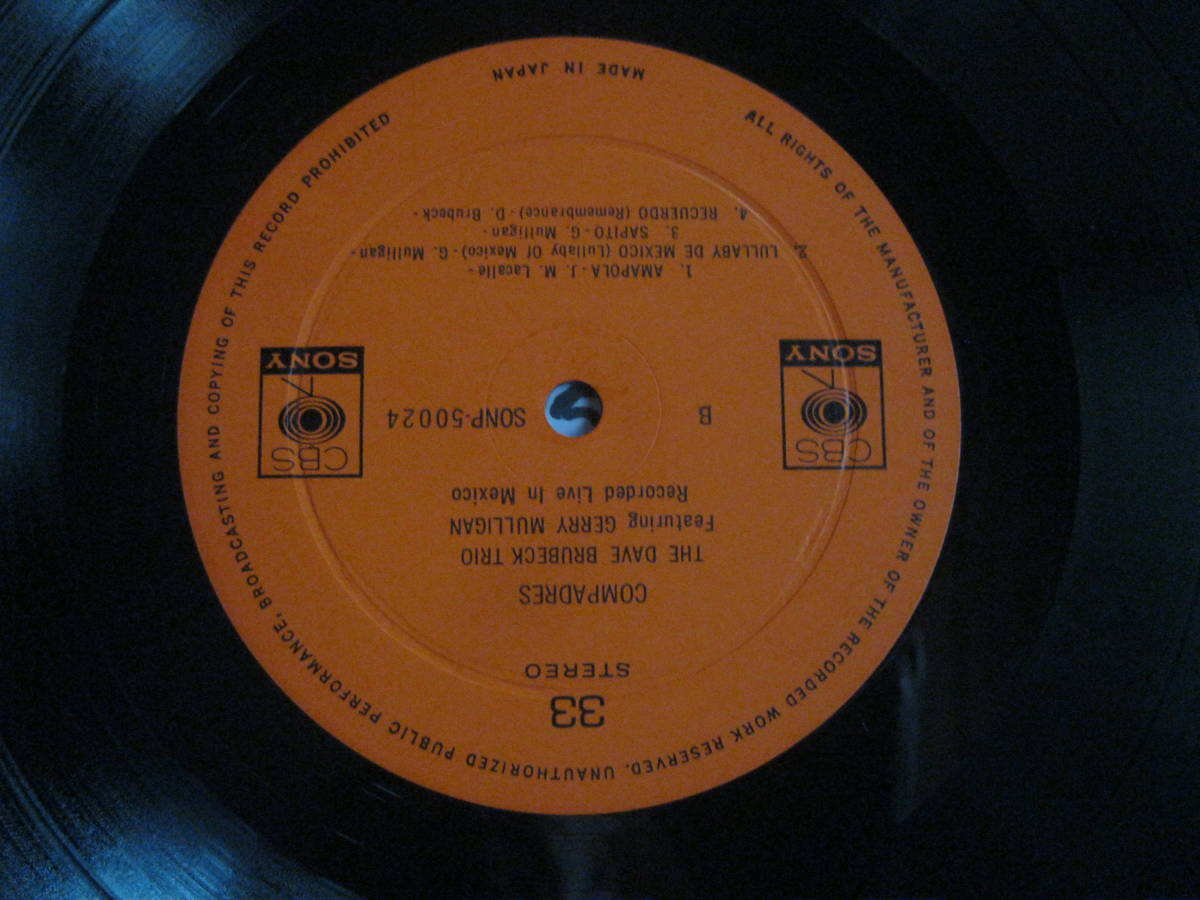 33
STEREO
COMPADRES
THE DAVE BRUBECK TRIO
Featuring GERRY MULLIGAN
Recorded Live In Mexico
CBS
SONY
B
SONP-50024
CBS
SONY
1. AMAPOLA - J. M. Lacalle -
2. LULLABY DE MEXICO (Lullaby Of Mexico) - G. Mulligan -
3. SAPITO - G. Mulligan -
4. RECUERDO (Remembrance) - D. Brubeck -
ALL RIGHTS OF THE MANUFACTURER AND OF THE OWNER OF THE RECORDED WORK RESERVED. UNAUTHORIZED PUBLIC PERFORMANCE, BROADCASTING AND COPYING OF THIS RECORD PROHIBITED
MADE IN JAPAN